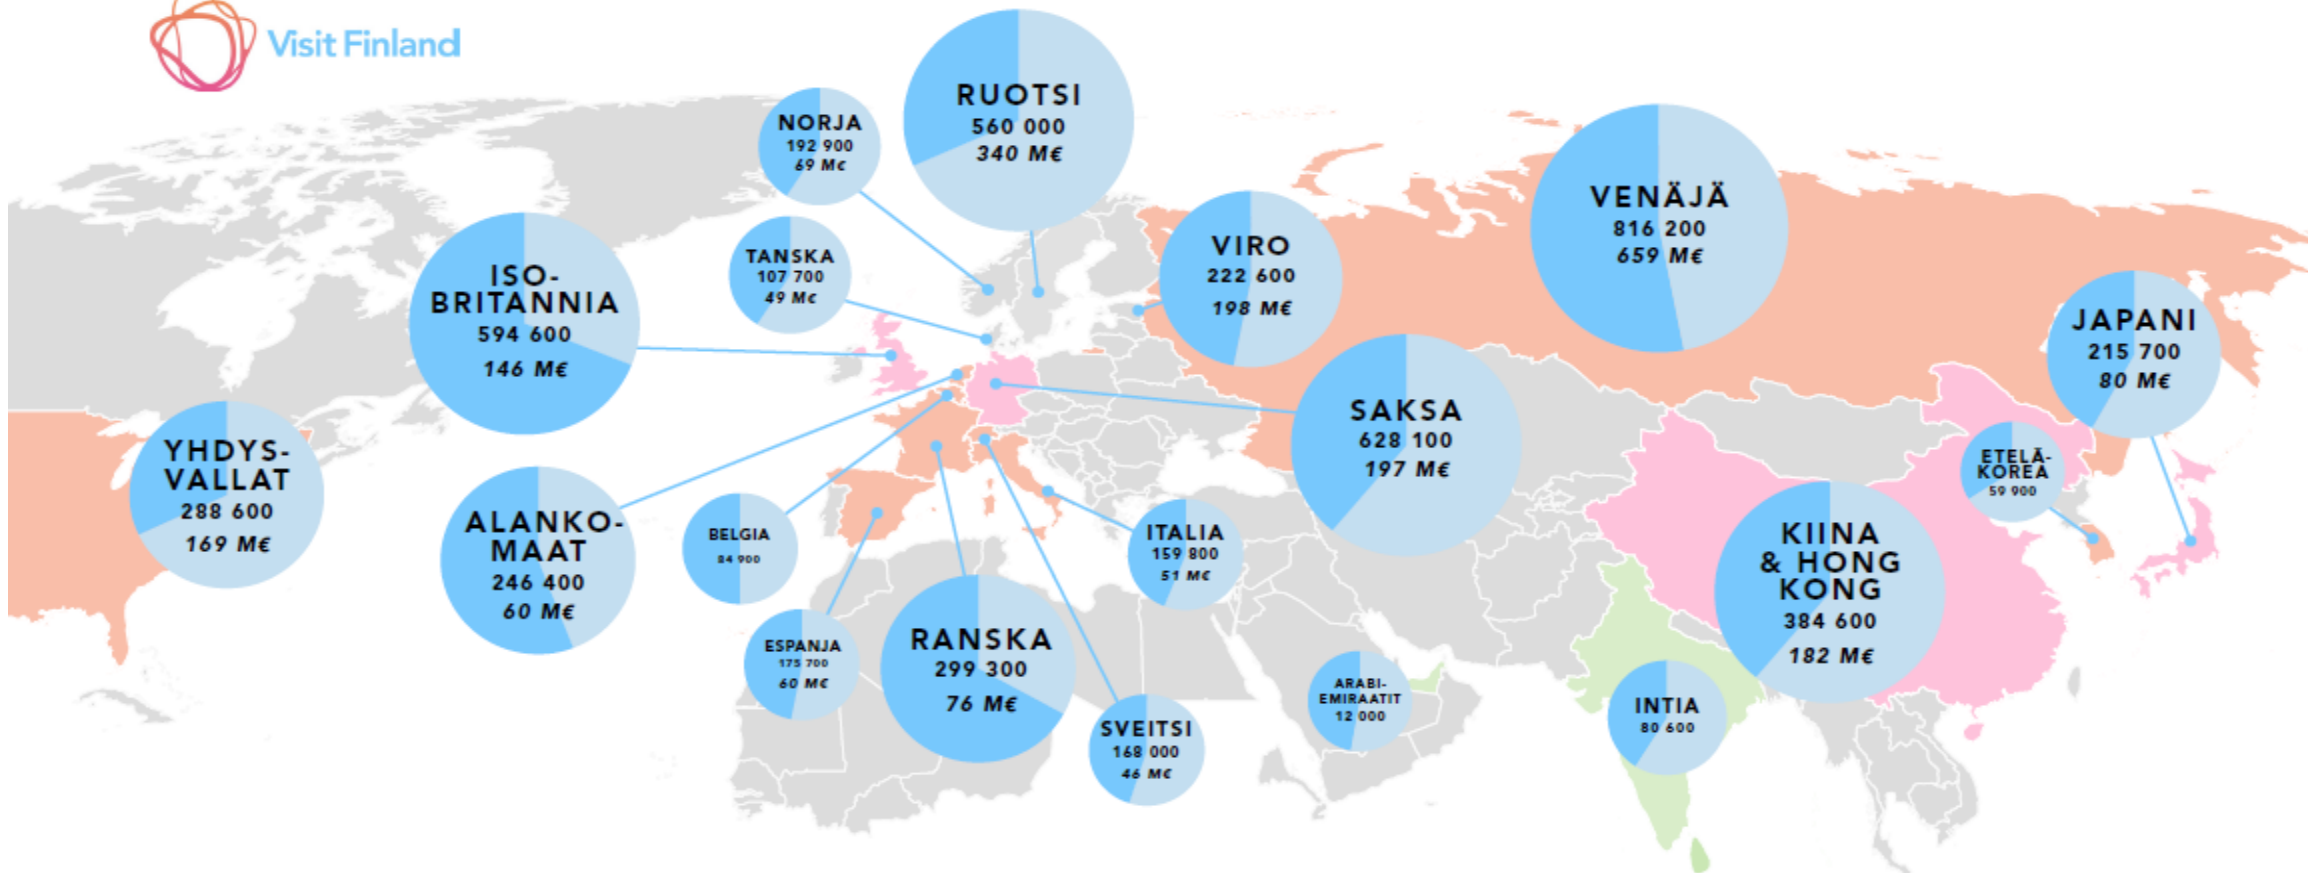 Visit Finland
NORJA
192 900
69 M€
RUOTSI
560 000
340 M€
VENÄJÄ
816 200
659 M€
ISO-
BRITANNIA
594 600
146 M€
TANSKA
107 700
49 M€
VIRO
222 600
198 M€
JAPANI
215 700
80 M€
YHDYS-
VALLAT
288 600
169 M€
SAKSA
628 100
197 M€
ETELÄ-
KOREA
59 900
ALANKO-
MAAT
246 400
60 M€
BELGIA
84 900
ITALIA
159 800
51 M€
KIINA
& HONG
KONG
384 600
182 M€
ESPANJA
175 700
60 M€
RANSKA
299 300
76 M€
SVEITSI
168 000
46 M€
ARABI-
EMIRAATIT
12 000
INTIA
80 600